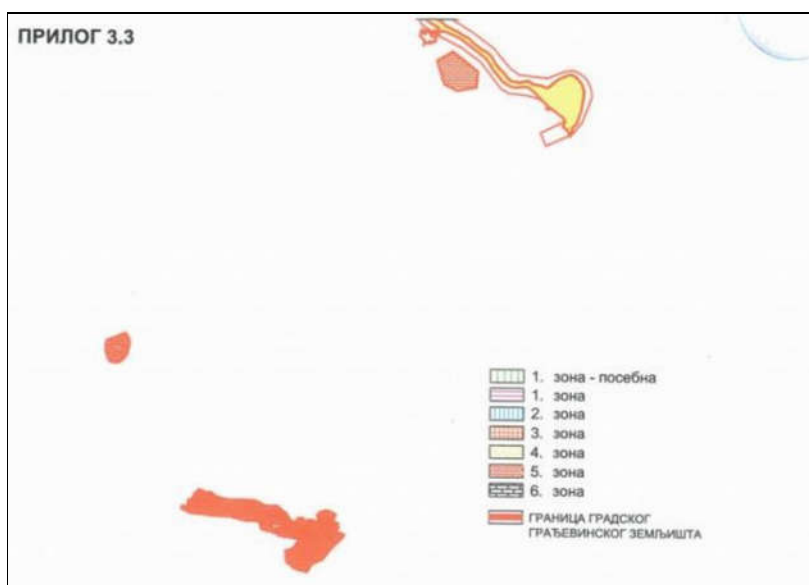 ПРИЛОГ 3.3
1. зона - посебна
1. зона
2. зона
3. зона
4. зона
5. зона
6. зона
ГРАНИЦА ГРАДСКОГ
ГРАЂЕВИНСКОГ ЗЕМЉИШТА